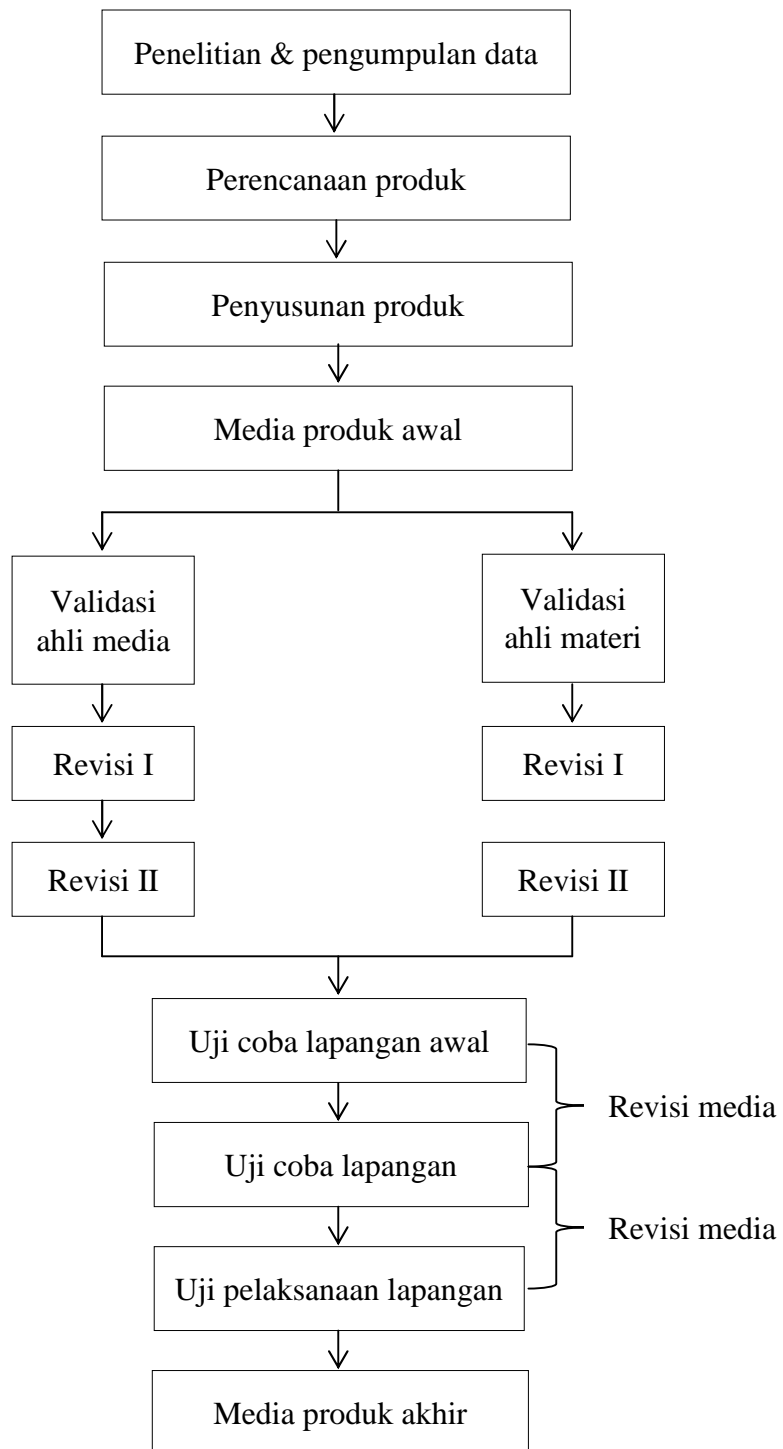 Penelitian & pengumpulan data
Perencanaan produk
Penyusunan produk
Media produk awal
Validasi
ahli media
Validasi
ahli materi
Revisi I
Revisi I
Revisi II
Revisi II
Uji coba lapangan awal
Revisi media
Uji coba lapangan
Revisi media
Uji pelaksanaan lapangan
Media produk akhir